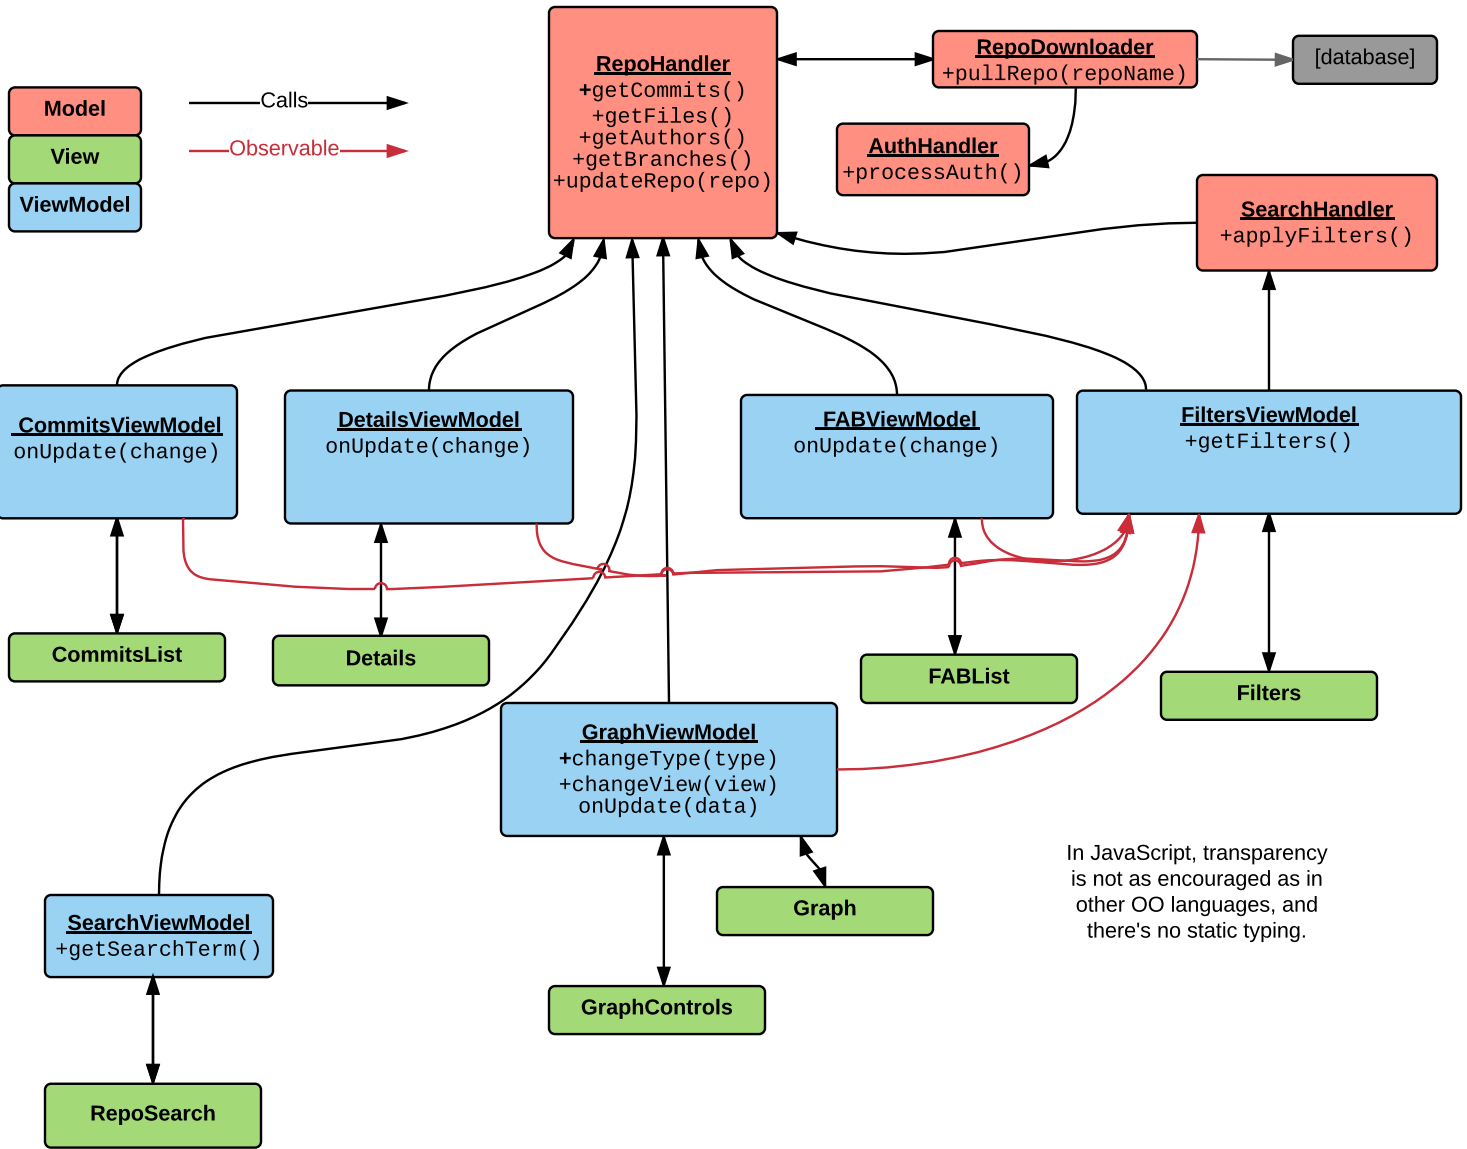 Model
View
ViewModel
Calls
Observable
RepoHandler
+getCommits()
+getFiles()
+getAuthors()
+getBranches()
+updateRepo(repo)
RepoDownloader
+pullRepo(repoName)
[database]
AuthHandler
+processAuth()
SearchHandler
+applyFilters()
CommitsViewModel
onUpdate(change)
DetailsViewModel
onUpdate(change)
FABViewModel
onUpdate(change)
FiltersViewModel
+getFilters()
CommitsList
Details
FABList
Filters
GraphViewModel
+changeType(type)
+changeView(view)
onUpdate(data)
In JavaScript, transparency
is not as encouraged as in
other OO languages, and
there's no static typing.
SearchViewModel
+getSearchTerm()
Graph
GraphControls
RepoSearch